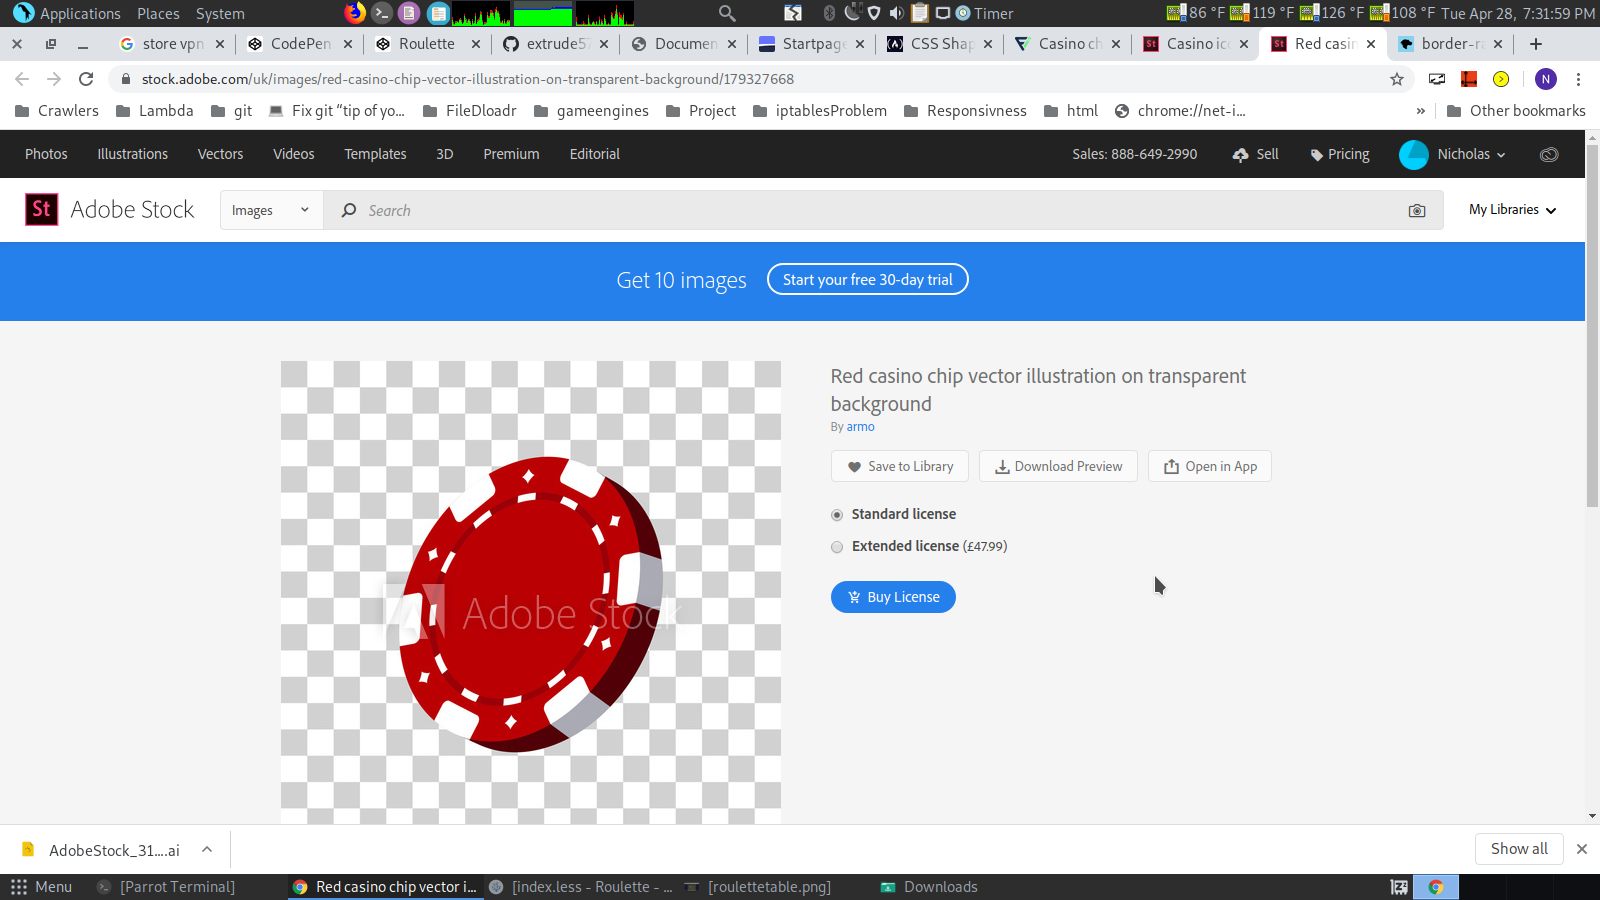 Applications Places System
Timer
86 °F 119 °F 126 °F 108 °F Tue Apr 28, 7:31:59 PM
store vpn
CodePen
Roulette
extrude57
Documen
Startpage
CSS Shap
Casino ch
Casino ico
Red casin
border-ra
stock.adobe.com/uk/images/red-casino-chip-vector-illustration-on-transparent-background/179327668
N
Crawlers Lambda git Fix git “tip of yo... FileDloadr gameengines Project iptablesProblem Responsivness html chrome://net-i... » Other bookmarks
Photos Illustrations Vectors Videos Templates 3D Premium Editorial Sales: 888-649-2990 Sell Pricing Nicholas
St Adobe Stock Images Search My Libraries
Get 10 images Start your free 30-day trial
Red casino chip vector illustration on transparent
background
By armo
Save to Library Download Preview Open in App
Standard license
Extended license (£47.99)
Buy License
Adobe Stock
AdobeStock_31....ai
Show all
Menu [Parrot Terminal] Red casino chip vector i... [index.less - Roulette - ... [roulettetable.png] Downloads